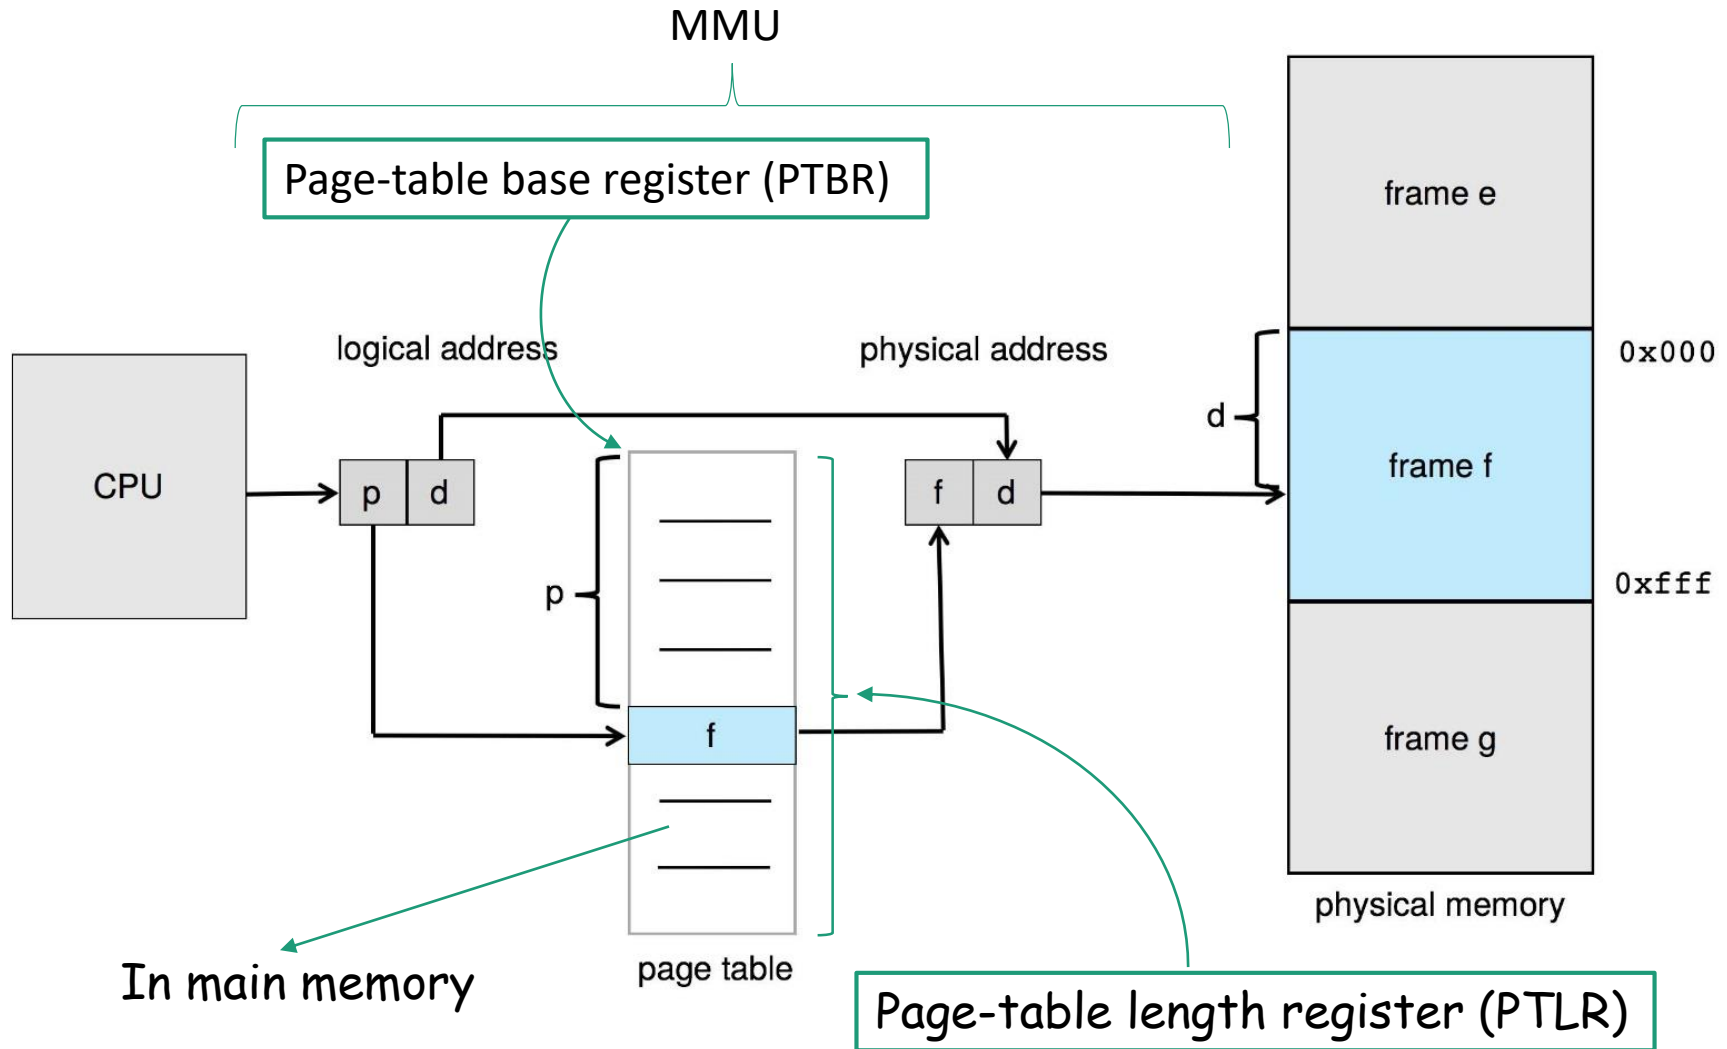 MMU
Page-table base register (PTBR)
frame e
logical address
physical address
0x000
d
CPU
p d
f d
frame f
p
0xfff
f
frame g
physical memory
page table
In main memory
Page-table length register (PTLR)